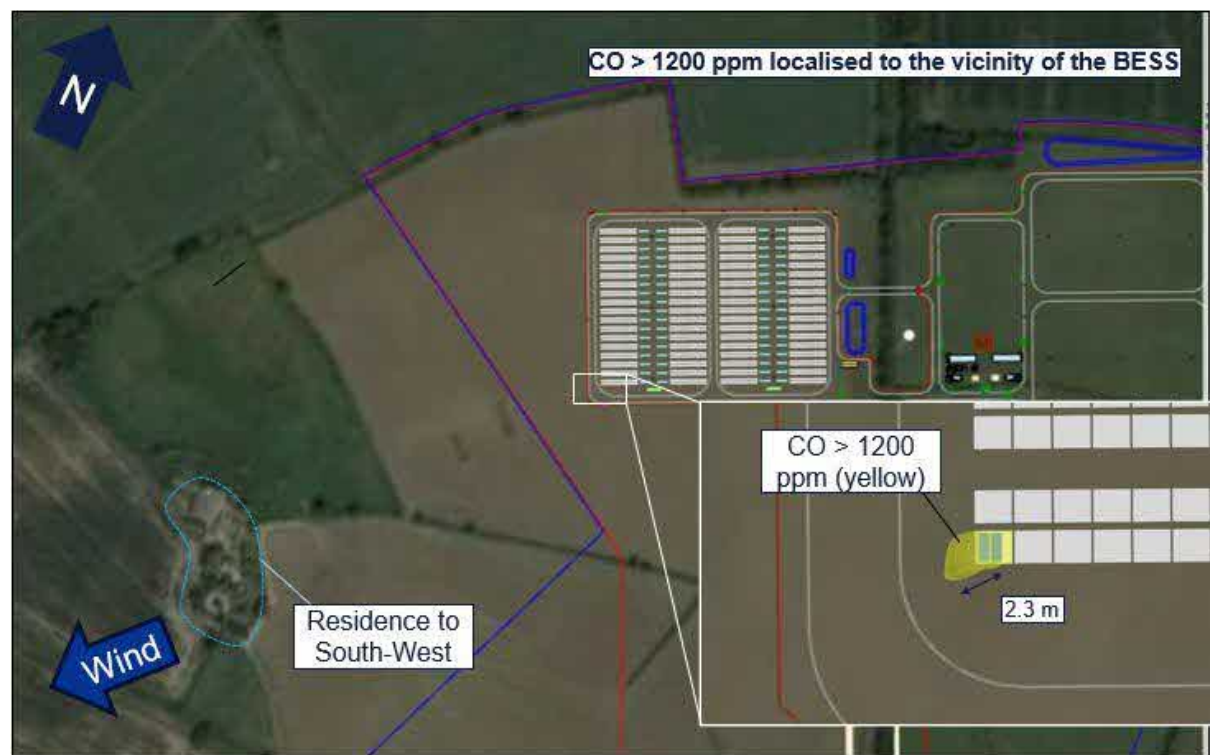 N
CO > 1200 ppm localised to the vicinity of the BESS
CO > 1200
ppm (yellow)
2.3 m
Residence to
South-West
Wind